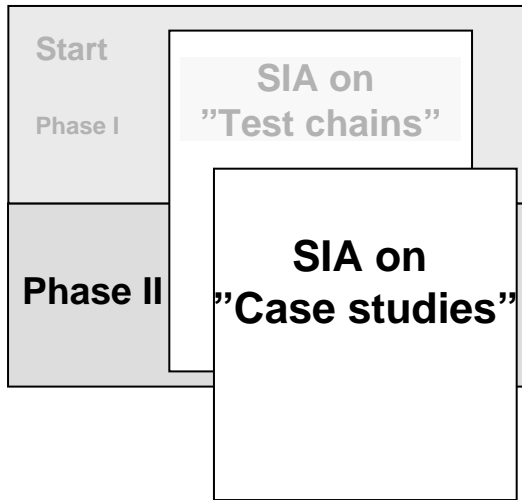 Start
Phase I
SIA on
”Test chains”
Phase II
SIA on
”Case studies”